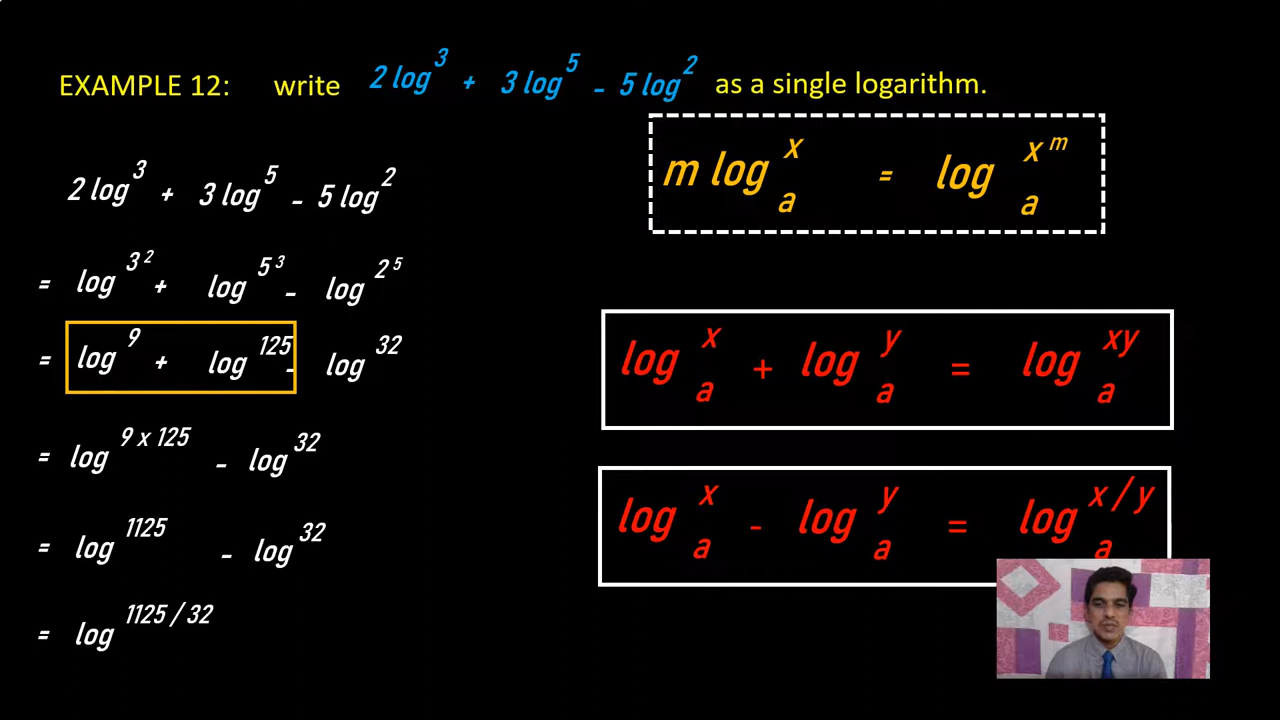 EXAMPLE 12: write 2 log 3 + 3 log 5 - 5 log 2 as a single logarithm.
m log x a = log x m a
2 log 3 + 3 log 5 - 5 log 2
= log 3 2 + log 5 3 - log 2 5
= log 9 + log 125 - log 32
= log 9 x 125 - log 32
= log 1125 - log 32
= log 1125 / 32
log x a + log y a = log xy a
log x a - log y a = log x / y a